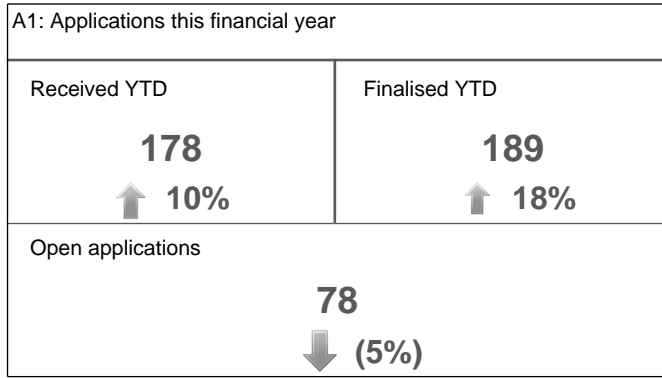 A1: Applications this financial year
Received YTD
178
10%
Finalised YTD
189
18%
Open applications
78
(5%)